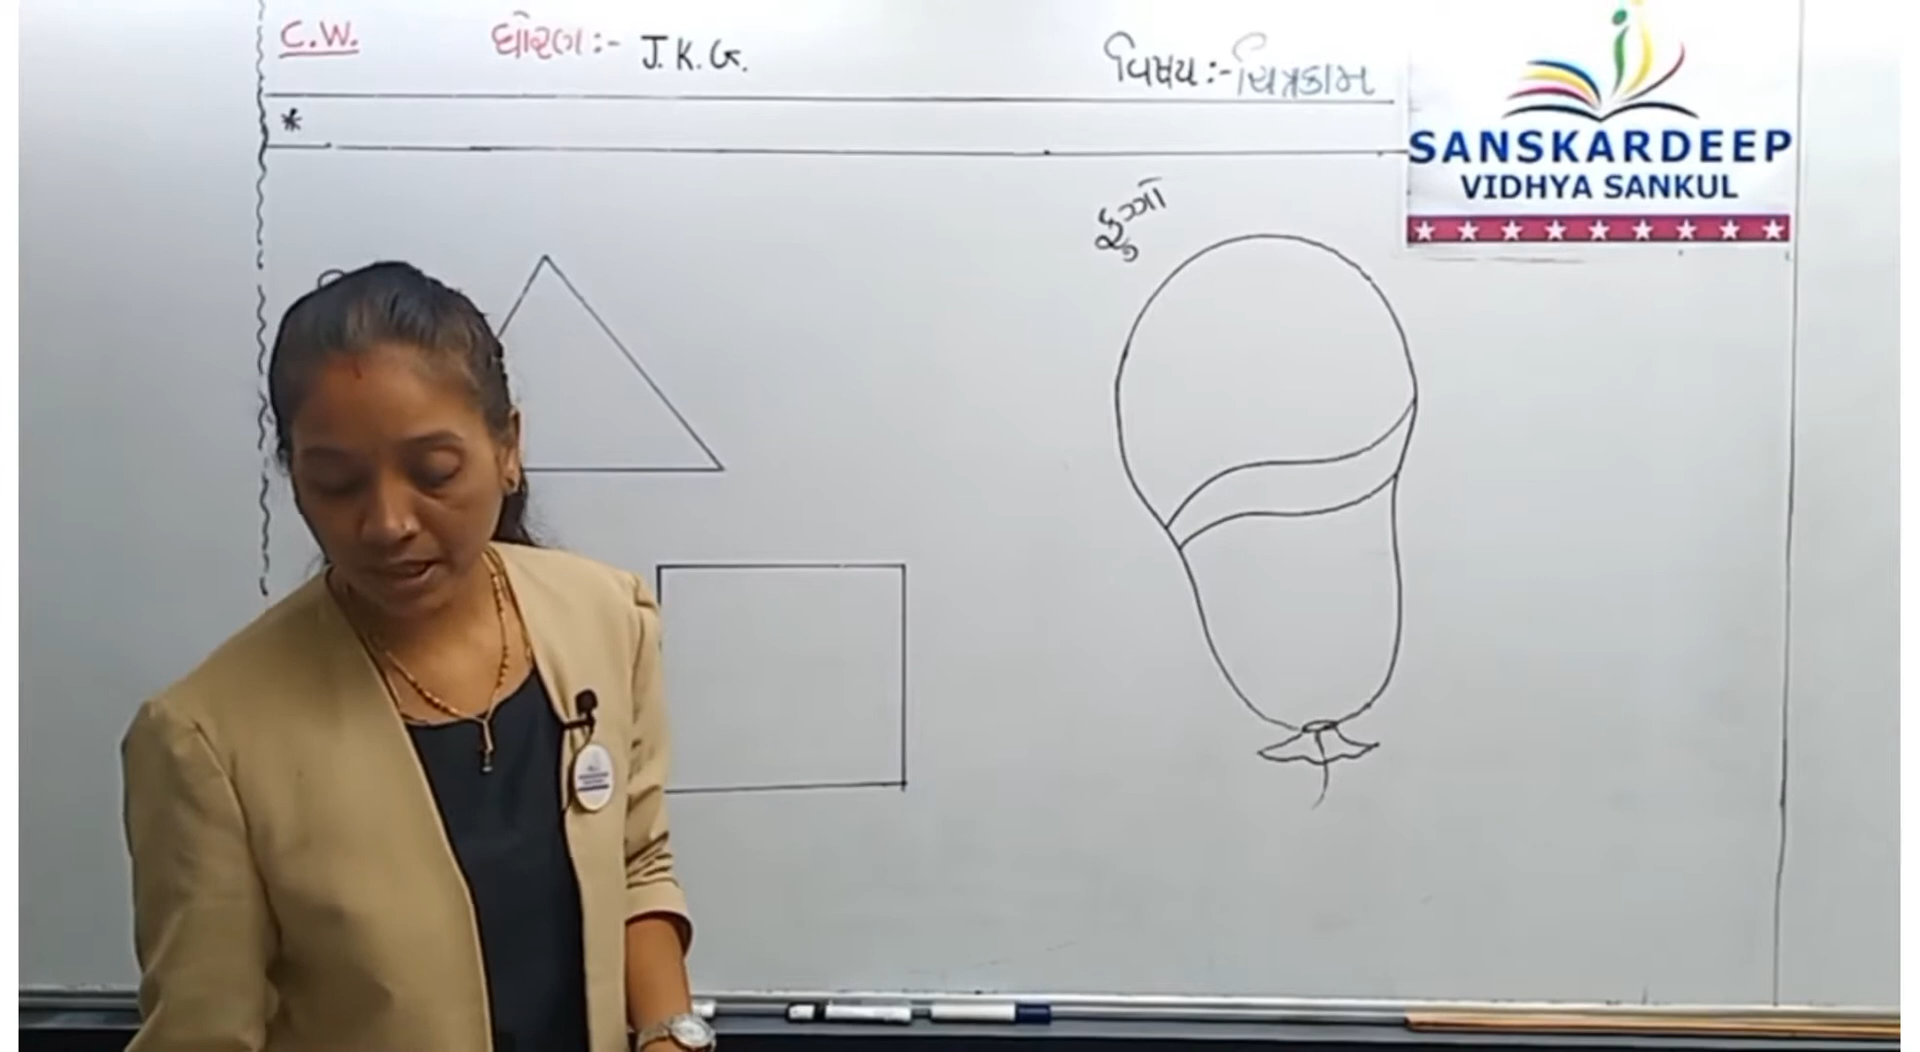 C.W. ધોરણ :- J.K.G. વિષય :- ચિત્રકામ
*
SANSKARDEEP
VIDHYA SANKUL
ફુગ્ગો